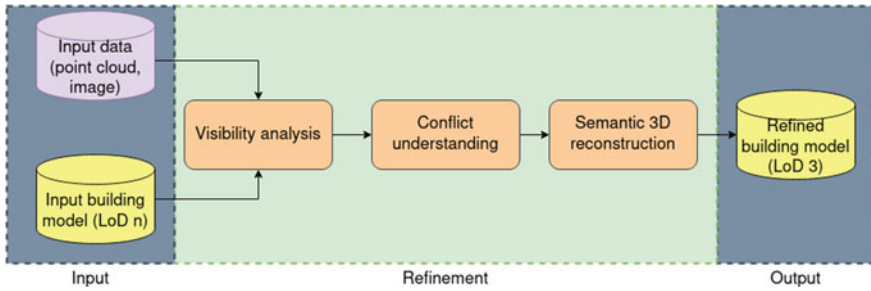 Input data
(point cloud,
image)
Input building
model (LoD n)
Visibility analysis
Conflict
understanding
Semantic 3D
reconstruction
Refined
building model
(LoD 3)
Input
Refinement
Output